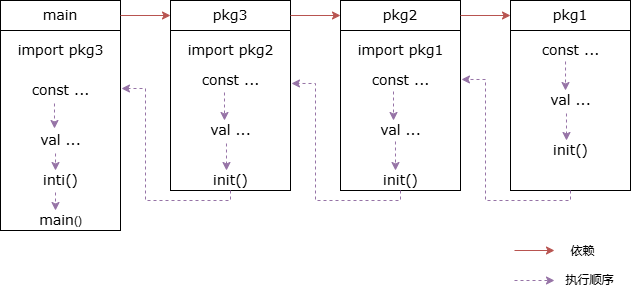 main
import pkg3
const ...
val ...
inti()
main()
pkg3
import pkg2
const ...
val ...
init()
pkg2
import pkg1
const ...
val ...
init()
pkg1
const ...
val ...
init()
依赖
执行顺序